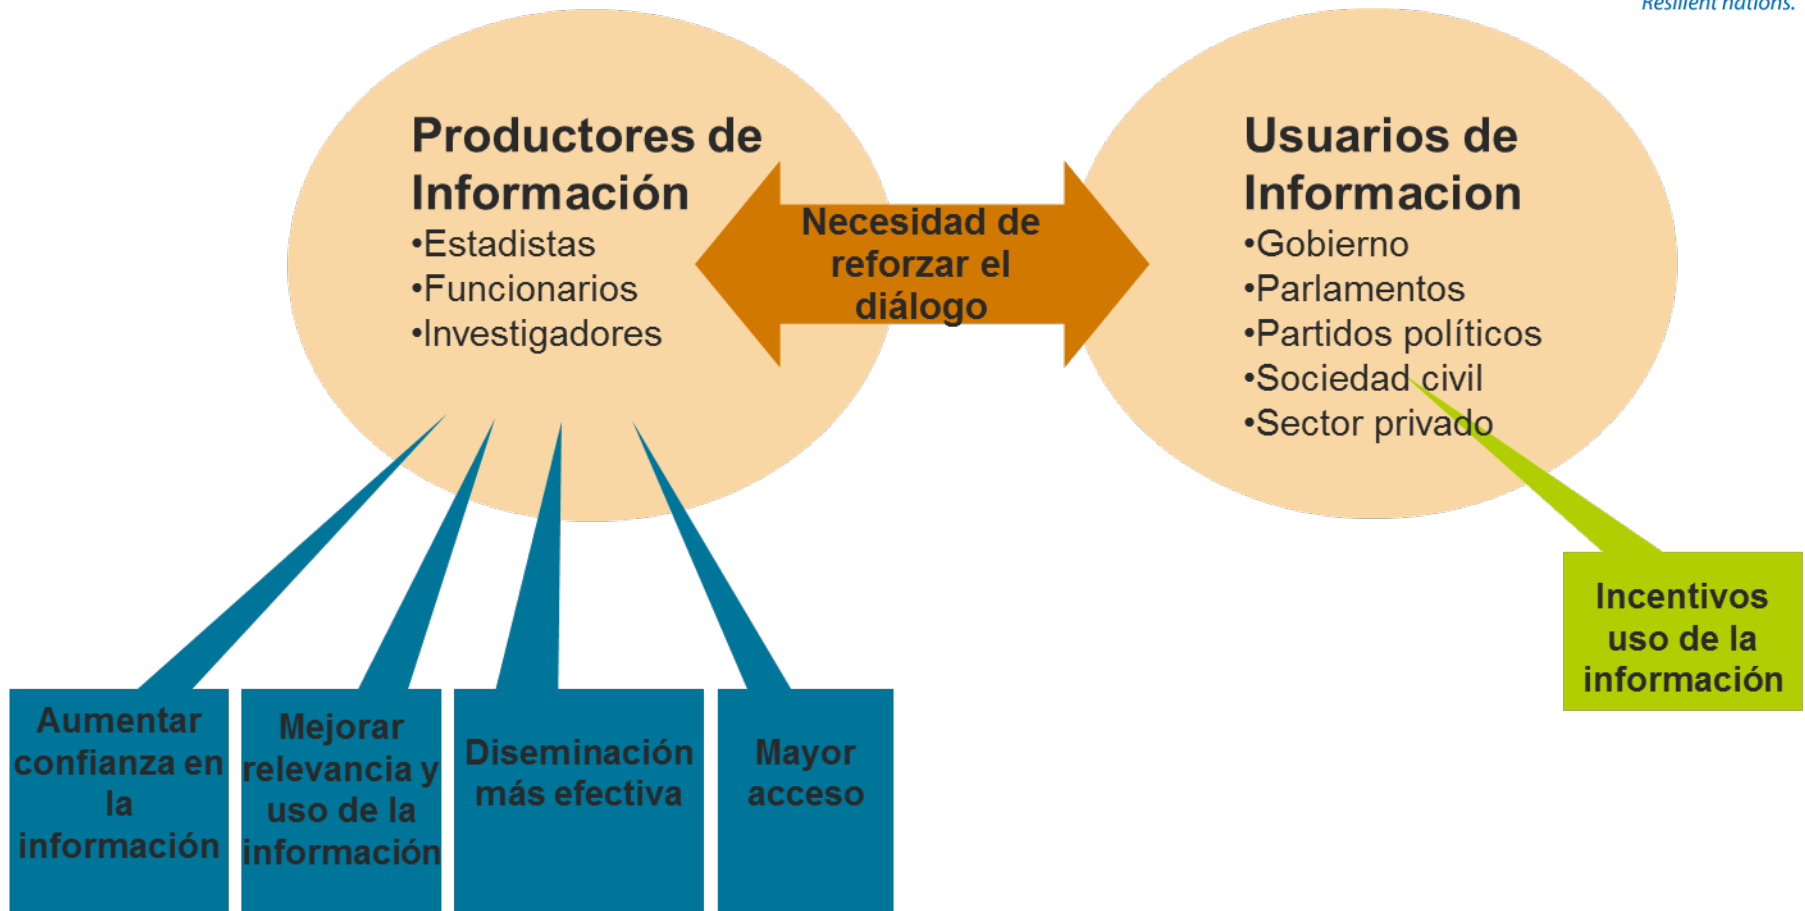 Resilient nations.
Productores de
Información
•Estadistas
•Funcionarios
•Investigadores
Necesidad de
reforzar el
diálogo
Usuarios de
Informacion
•Gobierno
•Parlamentos
•Partidos políticos
•Sociedad civil
•Sector privado
Incentivos
uso de la
información
Aumentar
confianza en
la
información
Mejorar
relevancia y
uso de la
información
Diseminación
más efectiva
Mayor
acceso